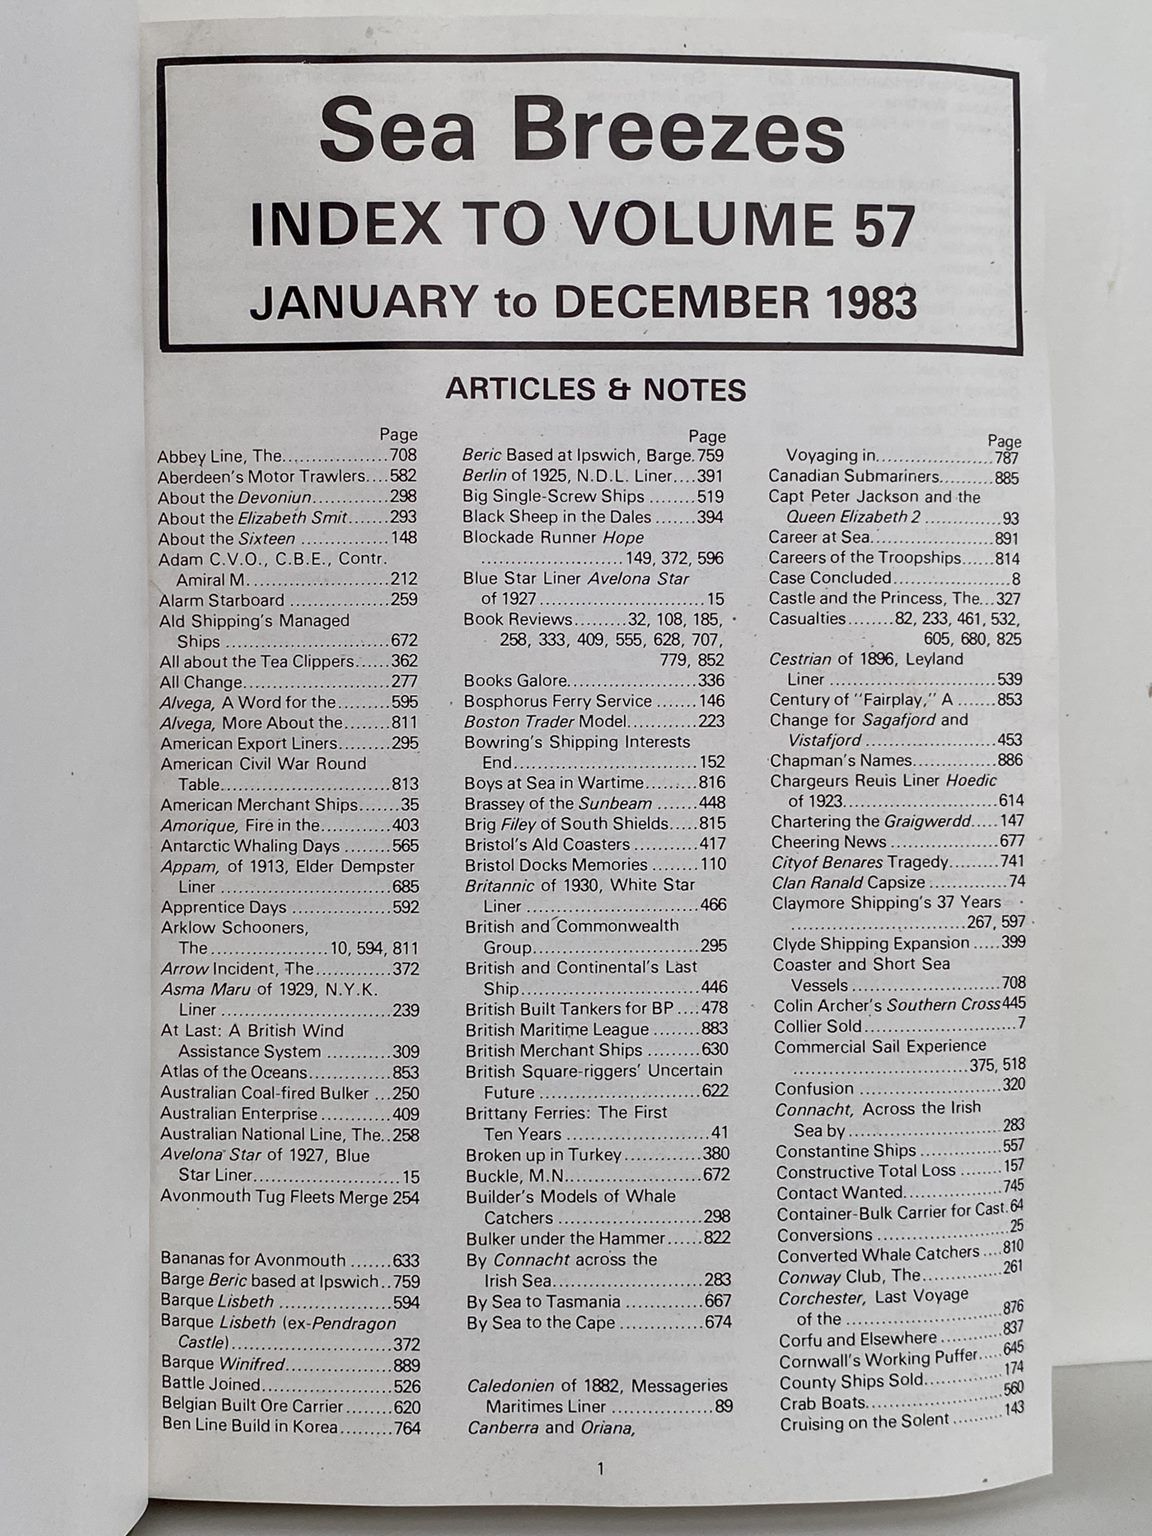 Sea Breezes
INDEX TO VOLUME 57
JANUARY to DECEMBER 1983
ARTICLES & NOTES
Page
Abbey Line, The.................708
Aberdeen's Motor Trawlers....582
About the Devoniun.............298
About the Elizabeth Smit.......293
About the Sixteen ...............148
Adam C.V.O., C.B.E., Contr.
Amiral M.......................212
Alarm Starboard .................259
Ald Shipping's Managed
Ships ...........................672
All about the Tea Clippers......362
All Change........................277
Alvega, A Word for the.........595
Alvega, More About the........811
American Export Liners.........295
American Civil War Round
Table............................813
American Merchant Ships.......35
Amorique, Fire in the............403
Antarctic Whaling Days ........565
Appam, of 1913, Elder Dempster
Liner ............................685
Apprentice Days .................592
Arklow Schooners,
The....................10, 594, 811
Arrow Incident, The.............372
Asma Maru of 1929, N.Y.K.
Liner ............................239
At Last: A British Wind
Assistance System ...........309
Atlas of the Oceans..............853
Australian Coal-fired Bulker ...250
Australian Enterprise ............409
Australian National Line, The..258
Avelona Star of 1927, Blue
Star Liner.........................15
Avonmouth Tug Fleets Merge 254
Bananas for Avonmouth .......633
Barge Beric based at Ipswich..759
Barque Lisbeth ...................594
Barque Lisbeth (ex-Pendragon
Castle)...........................372
Barque Winifred..................889
Battle Joined......................526
Belgian Built Ore Carrier........620
Ben Line Build in Korea.........764
Page
Beric Based at Ipswich, Barge.759
Berlin of 1925, N.D.L. Liner....391
Big Single-Screw Ships ........519
Black Sheep in the Dales .......394
Blockade Runner Hope
........................149, 372, 596
Blue Star Liner Avelona Star
of 1927.............................15
Book Reviews.........32, 108, 185,
258, 333, 409, 555, 628, 707,
779, 852
Books Galore......................336
Bosphorus Ferry Service .......146
Boston Trader Model............223
Bowring's Shipping Interests
End...............................152
Boys at Sea in Wartime.........816
Brassey of the Sunbeam .......448
Brig Filey of South Shields.....815
Bristol's Ald Coasters ...........417
Bristol Docks Memories ........110
Britannic of 1930, White Star
Liner .............................466
British and Commonwealth
Group............................295
British and Continental's Last
Ship...............................446
British Built Tankers for BP ....478
British Maritime League ........883
British Merchant Ships .........630
British Square-riggers' Uncertain
Future ...........................622
Brittany Ferries: The First
Ten Years ........................41
Broken up in Turkey.............380
Buckle, M.N.......................672
Builder's Models of Whale
Catchers ........................298
Bulker under the Hammer......822
By Connacht across the
Irish Sea.........................283
By Sea to Tasmania .............667
By Sea to the Cape ..............674
Caledonien of 1882, Messageries
Maritimes Liner .................89
Canberra and Oriana,
Page
Voyaging in....................787
Canadian Submariners.........885
Capt Peter Jackson and the
Queen Elizabeth 2 .............93
Career at Sea.....................891
Careers of the Troopships......814
Case Concluded.....................8
Castle and the Princess, The...327
Casualties........82, 233, 461, 532,
605, 680, 825
Cestrian of 1896, Leyland
Liner ............................539
Century of "Fairplay," A .......853
Change for Sagafjord and
Vistafjord ......................453
Chapman's Names..............886
Chargeurs Reuis Liner Hoedic
of 1923..........................614
Chartering the Graigwerdd.....147
Cheering News ..................677
City of Benares Tragedy........741
Clan Ranald Capsize .............74
Claymore Shipping's 37 Years
.............................267, 597
Clyde Shipping Expansion .....399
Coaster and Short Sea
Vessels .........................708
Colin Archer's Southern Cross445
Collier Sold..........................7
Commercial Sail Experience
.............................375, 518
Confusion ........................320
Connacht, Across the Irish
Sea by ..........................283
Constantine Ships ..............557
Constructive Total Loss ........157
Contact Wanted.................745
Container-Bulk Carrier for Cast.64
Conversions .......................25
Converted Whale Catchers ....810
Conway Club, The..............261
Corchester, Last Voyage
of the ...........................876
Corfu and Elsewhere ...........837
Cornwall's Working Puffer.....645
County Ships Sold..............174
Crab Boats.......................560
Cruising on the Solent ..........143
1